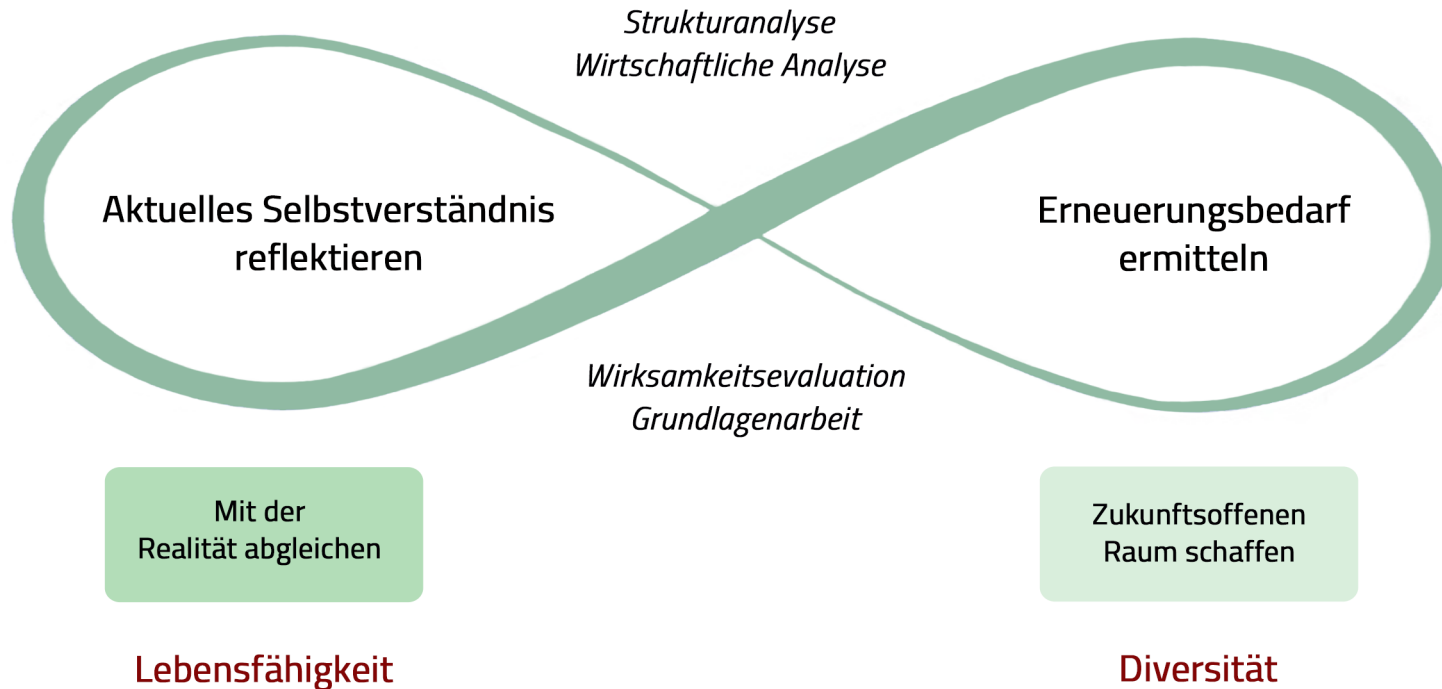 Strukturanalyse
Wirtschaftliche Analyse
Aktuelles Selbstverständnis
reflektieren
Erneuerungsbedarf
ermitteln
Wirksamkeitsevaluation
Grundlagenarbeit
Mit der
Realität abgleichen
Zukunftsoffenen
Raum schaffen
Lebensfähigkeit
Diversität